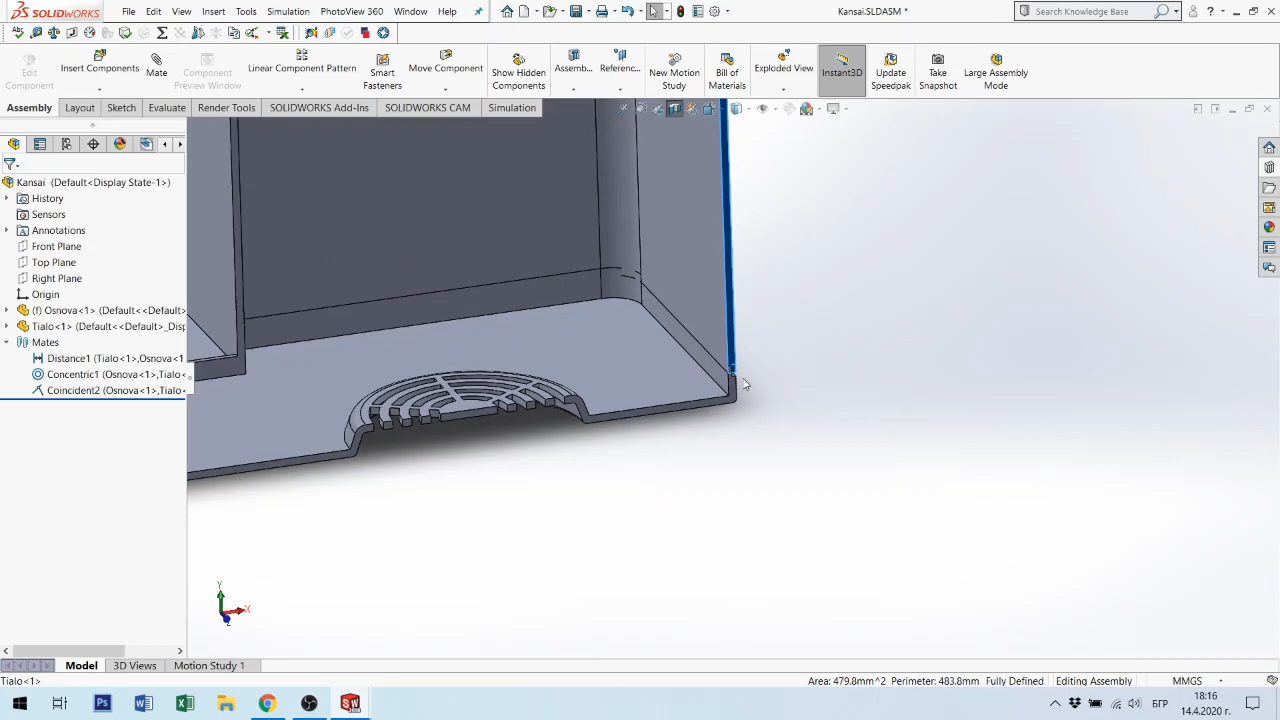 SOLIDWORKS
File
Edit
View
Insert
Tools
Simulation
PhotoView 360
Window
Help
Kansai.SLDASM *
Search Knowledge Base
Edit
Component
Insert Components
Mate
Component
Preview Window
Linear Component Pattern
Smart
Fasteners
Move Component
Show Hidden
Components
Assemb...
Referenc...
New Motion
Study
Bill of
Materials
Exploded View
Instant3D
Update
Speedpak
Take
Snapshot
Large Assembly
Mode
Assembly
Layout
Sketch
Evaluate
Render Tools
SOLIDWORKS Add-Ins
SOLIDWORKS CAM
Simulation
Kansai (Default<Display State-1>)
History
Sensors
Annotations
Front Plane
Top Plane
Right Plane
Origin
(f) Osnova<1> (Default<<Default>
Tialo<1> (Default<<Default>_Disp
Mates
Distance1 (Tialo<1>,Osnova<1
Concentric1 (Osnova<1>,Tialo
Coincident2 (Osnova<1>,Tialo
Y
X
Z
Model
3D Views
Motion Study 1
Tialo<1>
Area: 479.8mm^2 Perimeter: 483.8mm
Fully Defined
Editing Assembly
MMGS
Ps
БГР
18:16
14.4.2020 г.